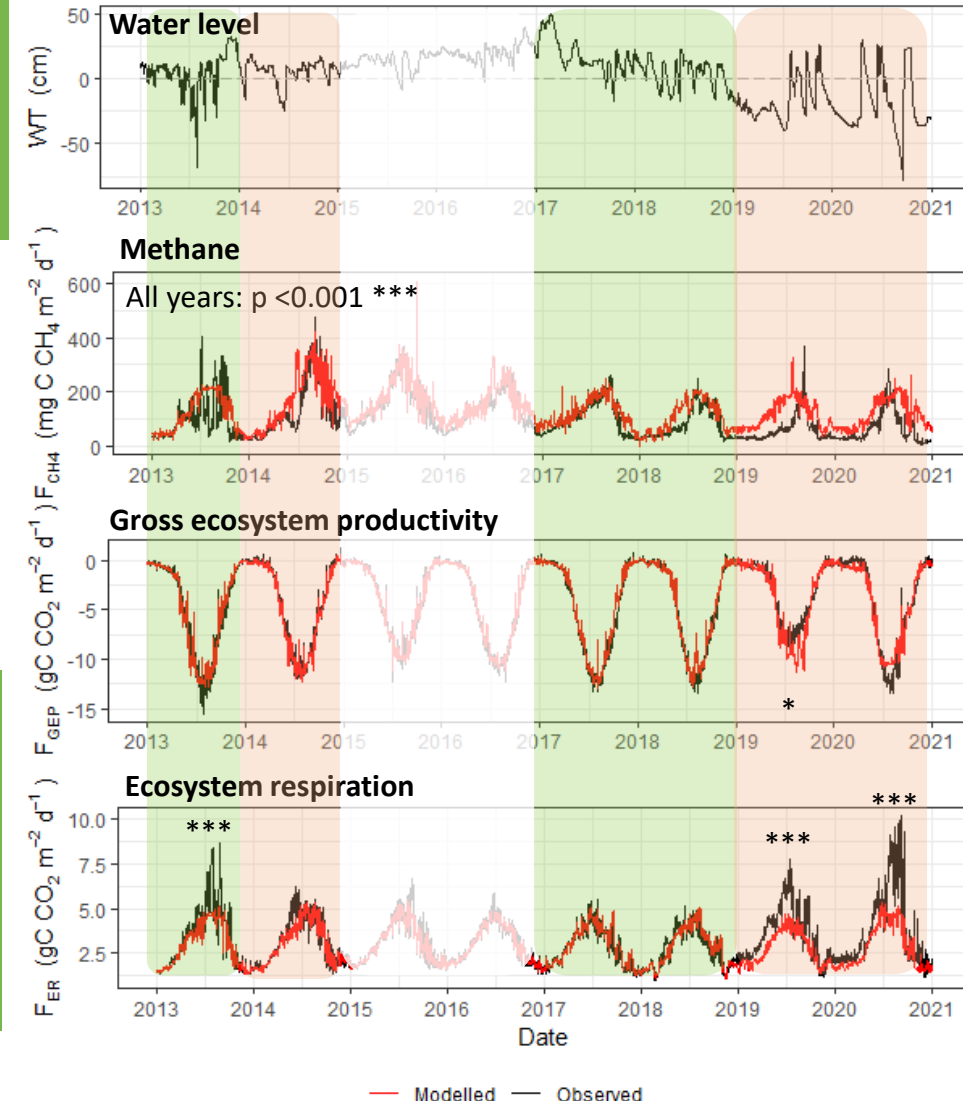 Water level
WT (cm)
50
0
-50
2013 2014 2015 2016 2017 2018 2019 2020 2021
Methane
All years: p <0.001 ***
F_CH4 (mg C CH₄ m⁻² d⁻¹)
600
400
200
0
2013 2014 2015 2016 2017 2018 2019 2020 2021
Gross ecosystem productivity
F_GEP (gC CO₂ m⁻² d⁻¹)
0
-5
-10
-15
*
2013 2014 2015 2016 2017 2018 2019 2020 2021
Ecosystem respiration
F_ER (gC CO₂ m⁻² d⁻¹)
10.0
7.5
5.0
2.5
*** *** ***
2013 2014 2015 2016 2017 2018 2019 2020 2021
Date
Modelled Observed